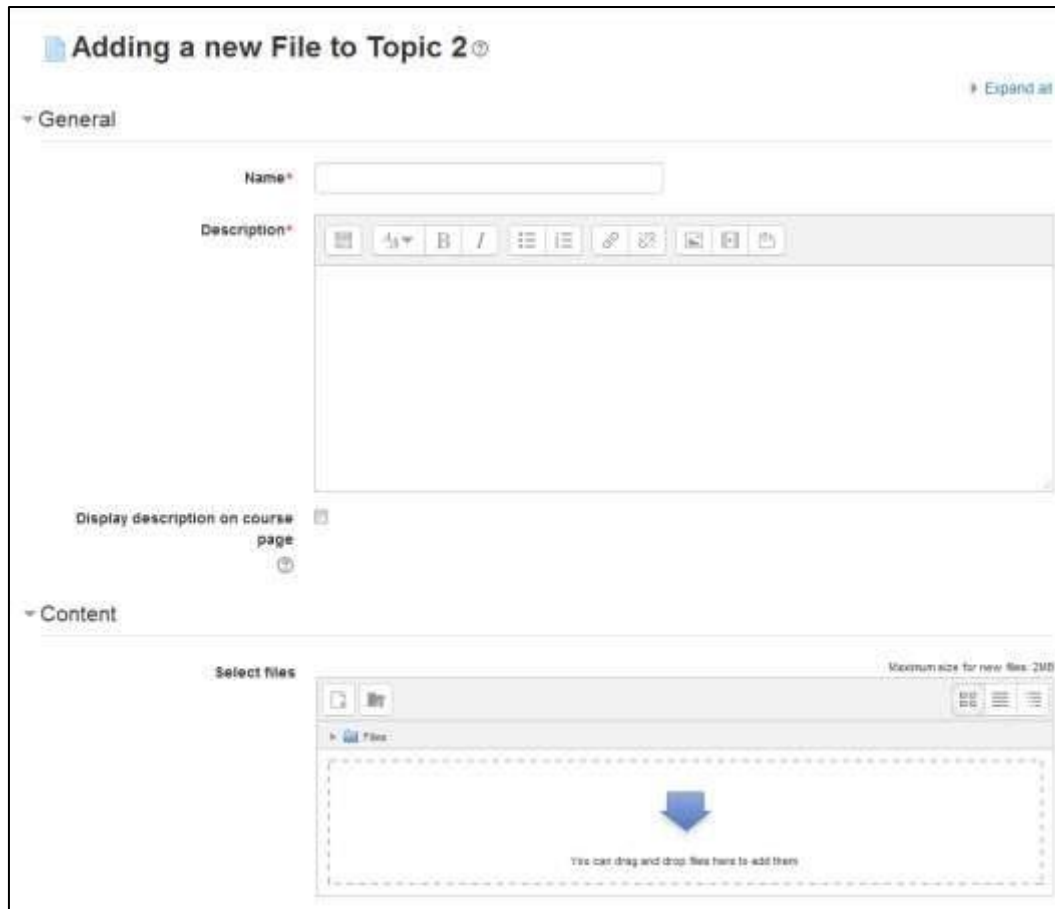 Adding a new File to Topic 2
Expand all
General
Name*
Description*
B I
Display description on course
page
Content
Select files
Maximum size for new files: 2MB
Files
You can drag and drop files here to add them